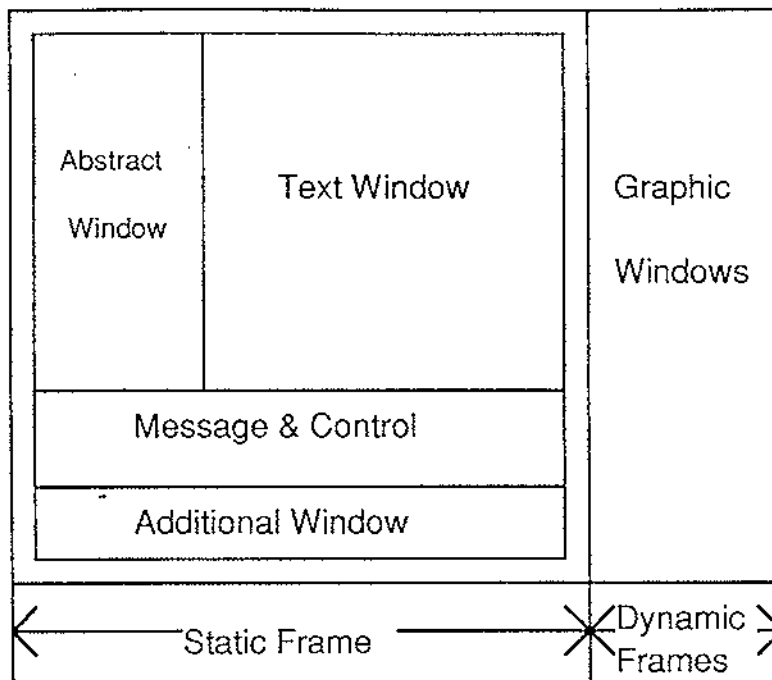 Abstract
Window
Text Window
Graphic
Windows
Message & Control
Additional Window
Static Frame
Dynamic
Frames